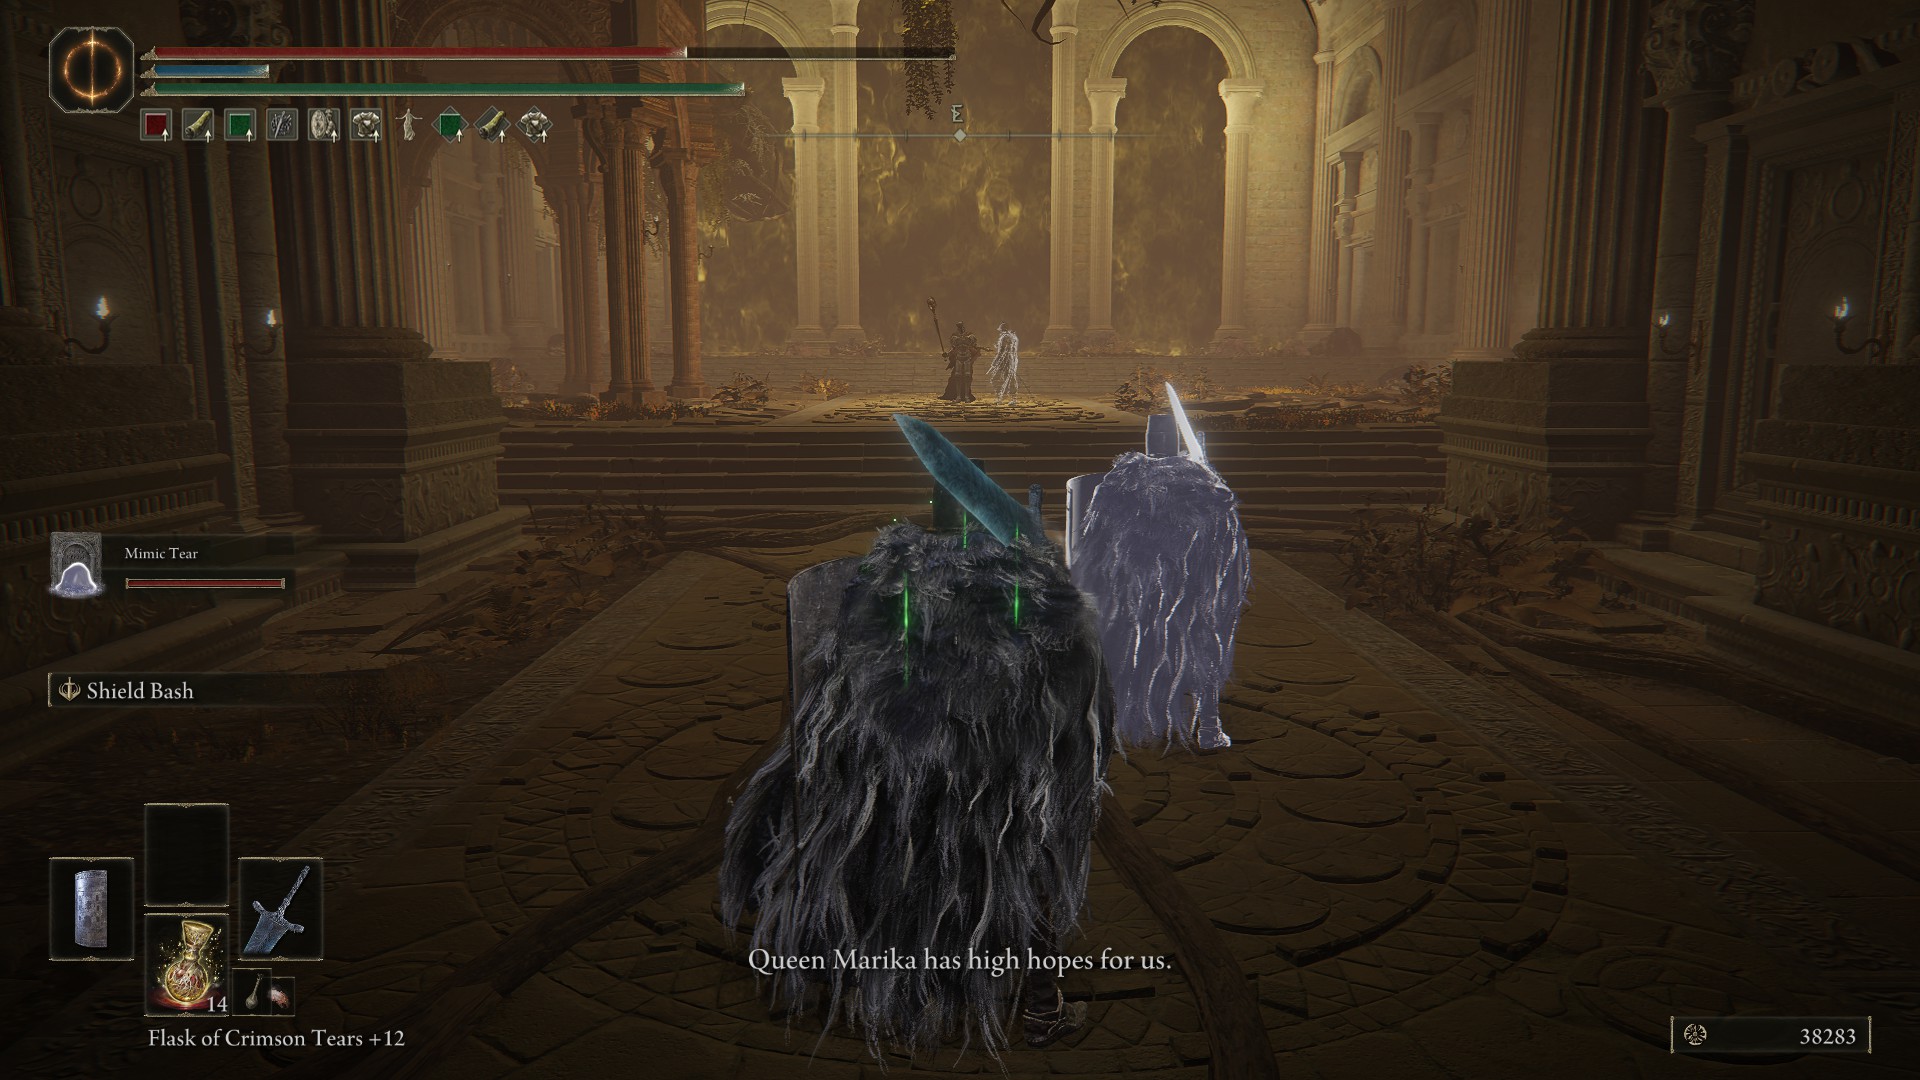 E
Mimic Tear
Shield Bash
Queen Marika has high hopes for us.
14
Flask of Crimson Tears +12
38283